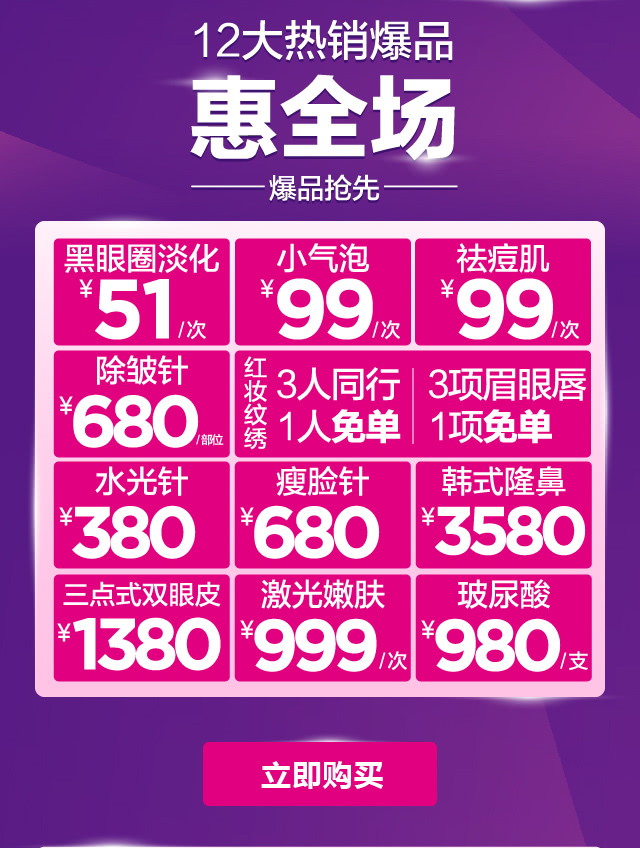 12大热销爆品
惠全场
爆品抢先
黑眼圈淡化
¥51/次
小气泡
¥99/次
祛痘肌
¥99/次
除皱针
¥680/部位
红妆纹绣
3人同行
1人免单
3项眉眼唇
1项免单
水光针
¥380
瘦脸针
¥680
韩式隆鼻
¥3580
三点式双眼皮
¥1380
激光嫩肤
¥999/次
玻尿酸
¥980/支
立即购买